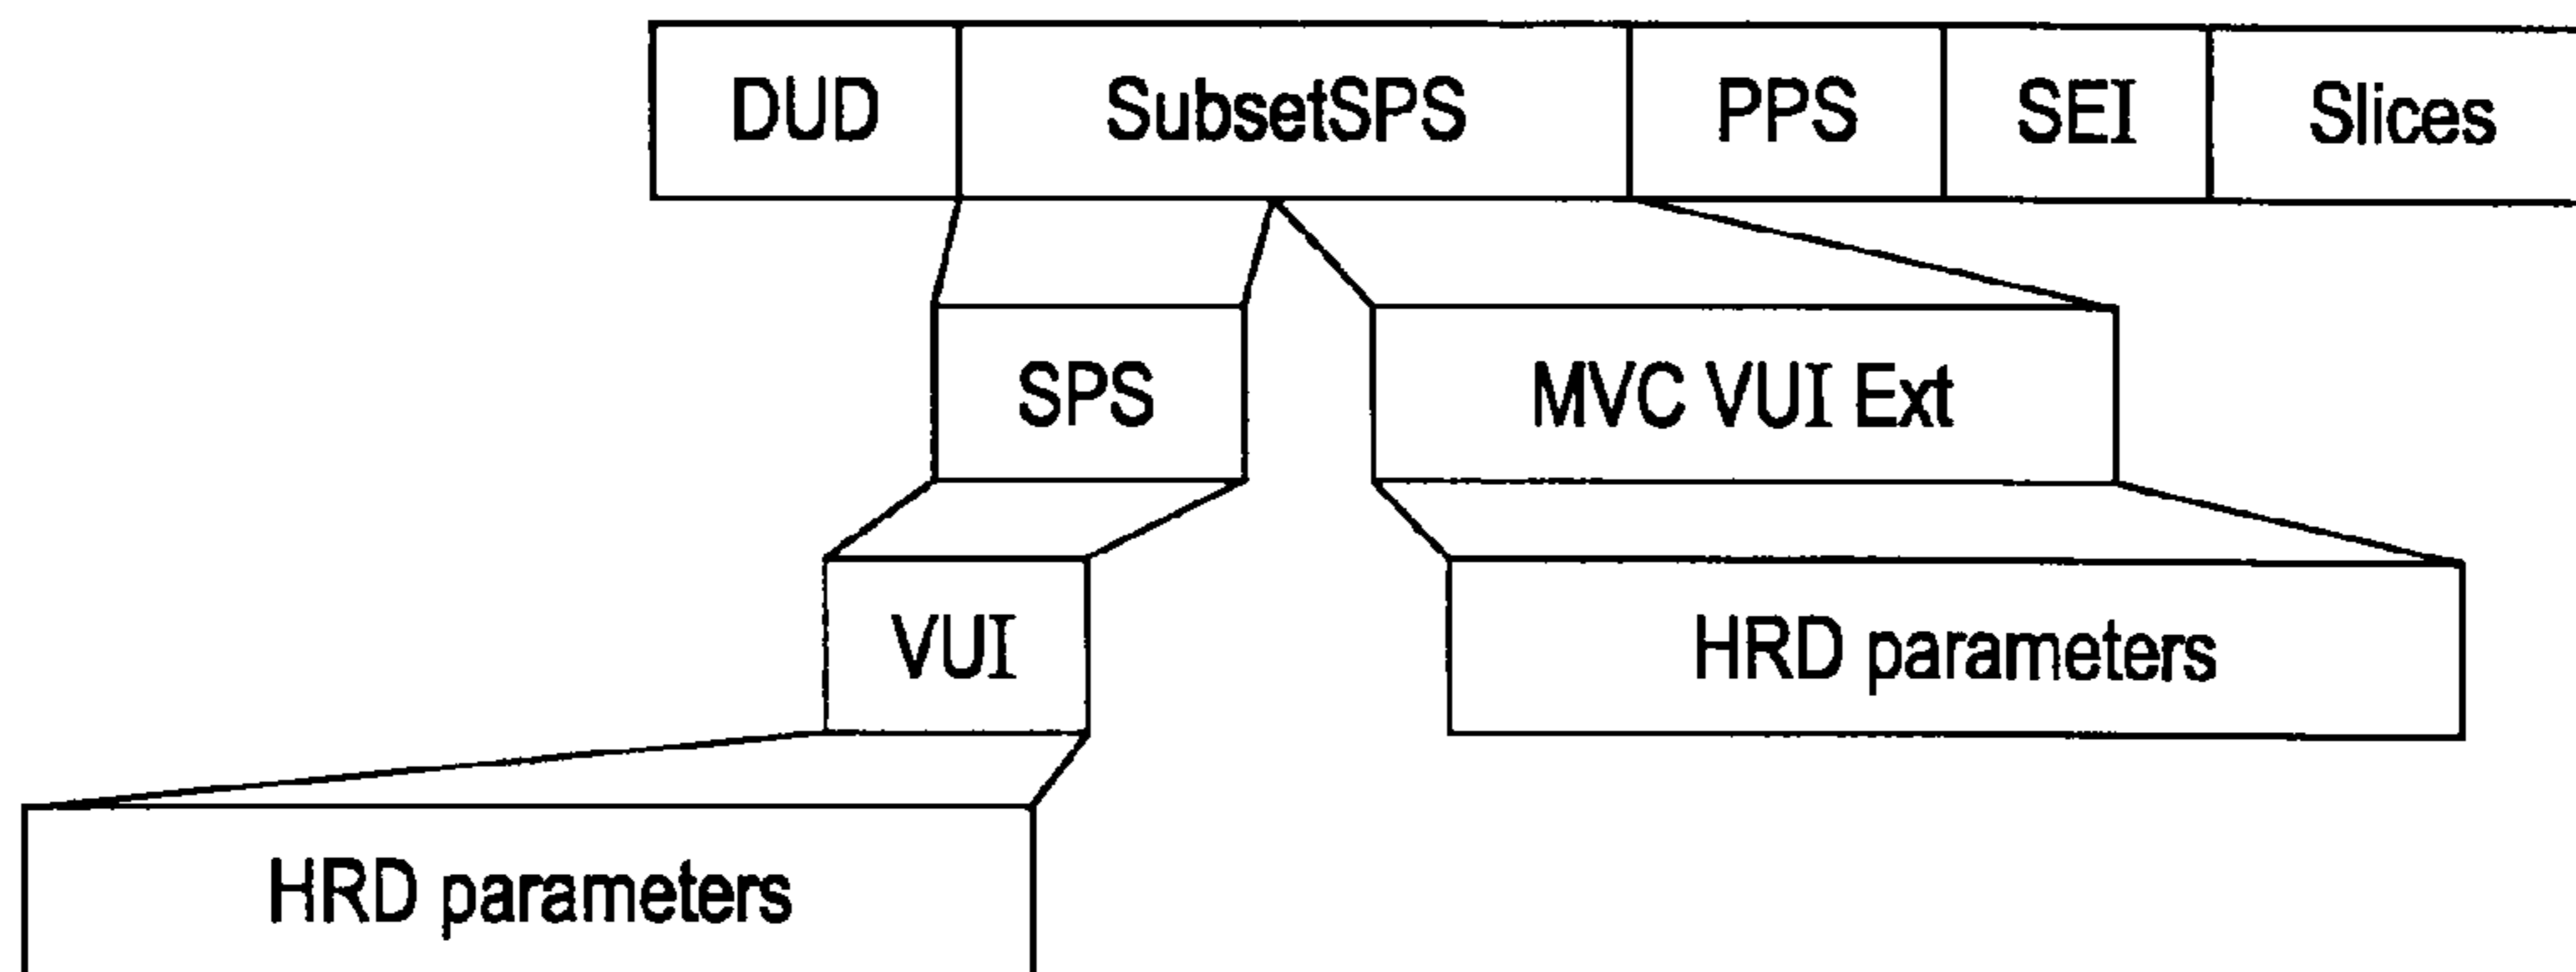 DUD
SubsetSPS
PPS
SEI
Slices
SPS
MVC VUI Ext
VUI
HRD parameters
HRD parameters